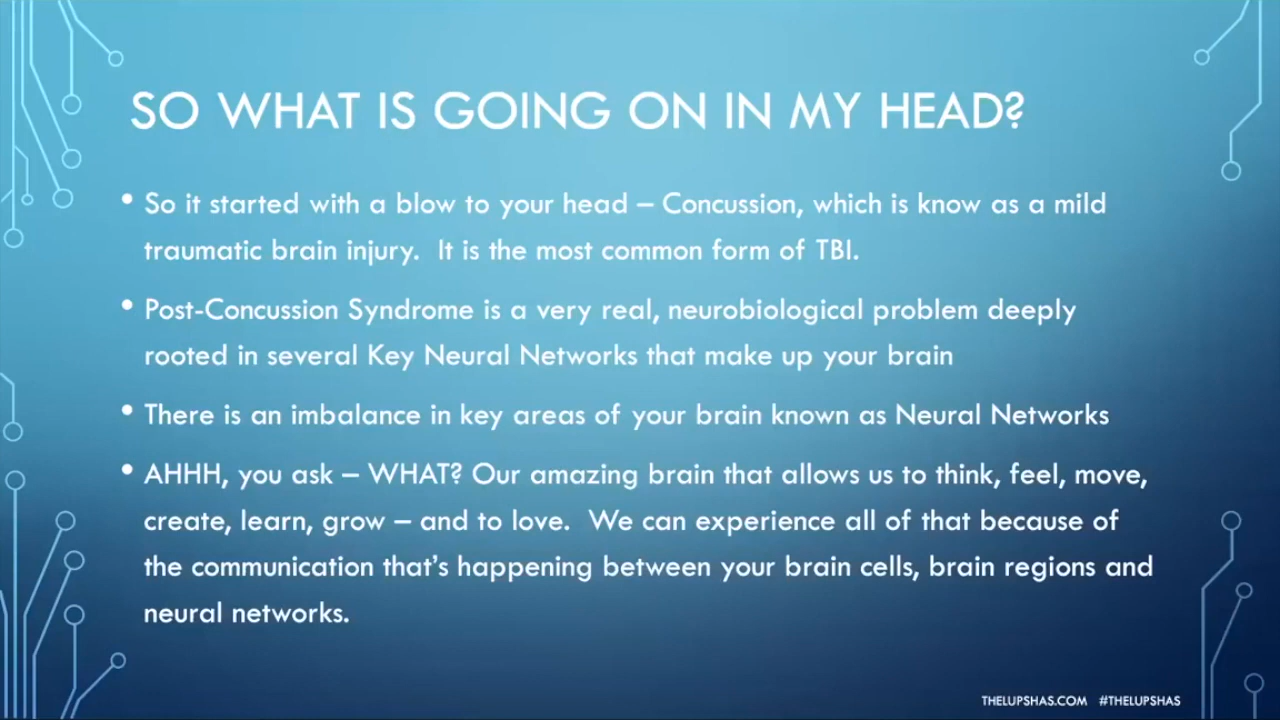 SO WHAT IS GOING ON IN MY HEAD?
• So it started with a blow to your head – Concussion, which is know as a mild
traumatic brain injury.  It is the most common form of TBI.
• Post-Concussion Syndrome is a very real, neurobiological problem deeply
rooted in several Key Neural Networks that make up your brain
• There is an imbalance in key areas of your brain known as Neural Networks
• AHHH, you ask – WHAT? Our amazing brain that allows us to think, feel, move,
create, learn, grow – and to love.  We can experience all of that because of
the communication that's happening between your brain cells, brain regions and
neural networks.
THELUPSHAS.COM   #THELUPSHAS